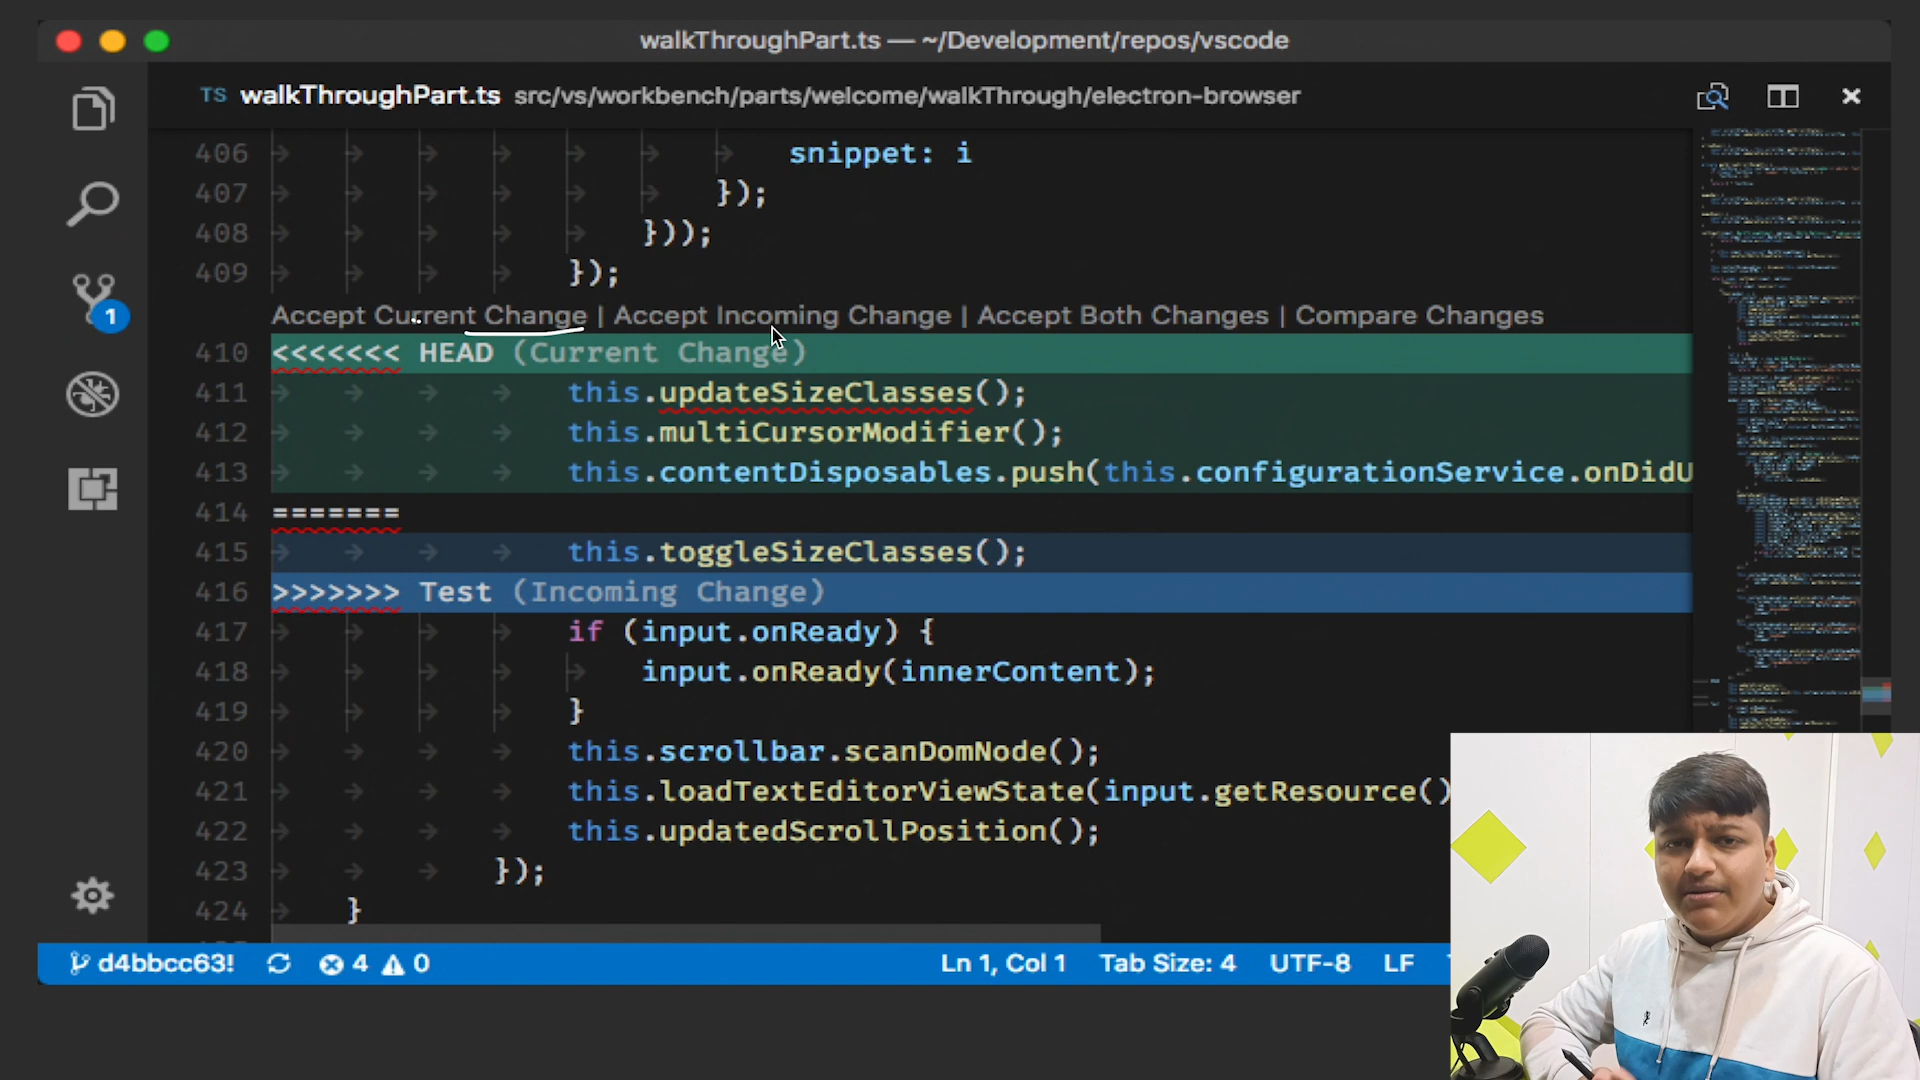 walkThroughPart.ts — ~/Development/repos/vscode
TS walkThroughPart.ts src/vs/workbench/parts/welcome/walkThrough/electron-browser
406 snippet: i
407 });
408 }));
409 });
Accept Current Change | Accept Incoming Change | Accept Both Changes | Compare Changes
410 <<<<<<< HEAD (Current Change)
411 this.updateSizeClasses();
412 this.multiCursorModifier();
413 this.contentDisposables.push(this.configurationService.onDidU
414 =======
415 this.toggleSizeClasses();
416 >>>>>>> Test (Incoming Change)
417 if (input.onReady) {
418 input.onReady(innerContent);
419 }
420 this.scrollbar.scanDomNode();
421 this.loadTextEditorViewState(input.getResource()
422 this.updatedScrollPosition();
423 });
424 }
1
d4bbcc63! 4 0 Ln 1, Col 1 Tab Size: 4 UTF-8 LF